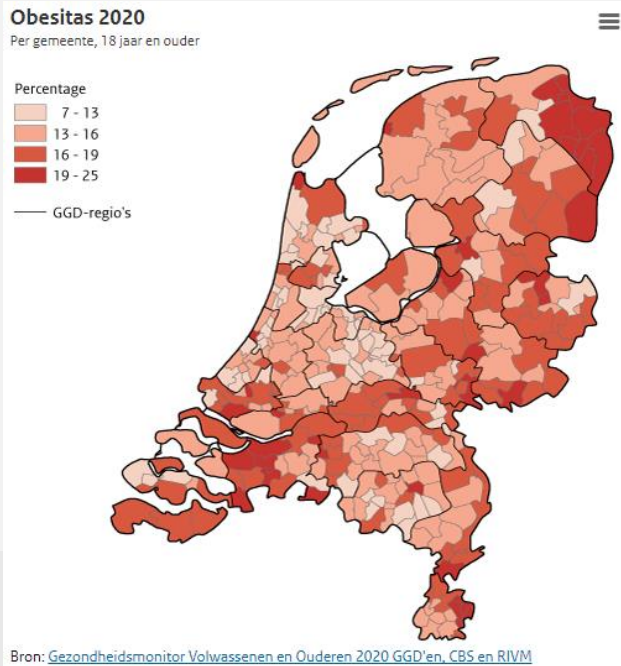 Obesitas 2020
Per gemeente, 18 jaar en ouder
Percentage
7 - 13
13 - 16
16 - 19
19 - 25
GGD-regio's
Bron: Gezondheidsmonitor Volwassenen en Ouderen 2020 GGD'en, CBS en RIVM